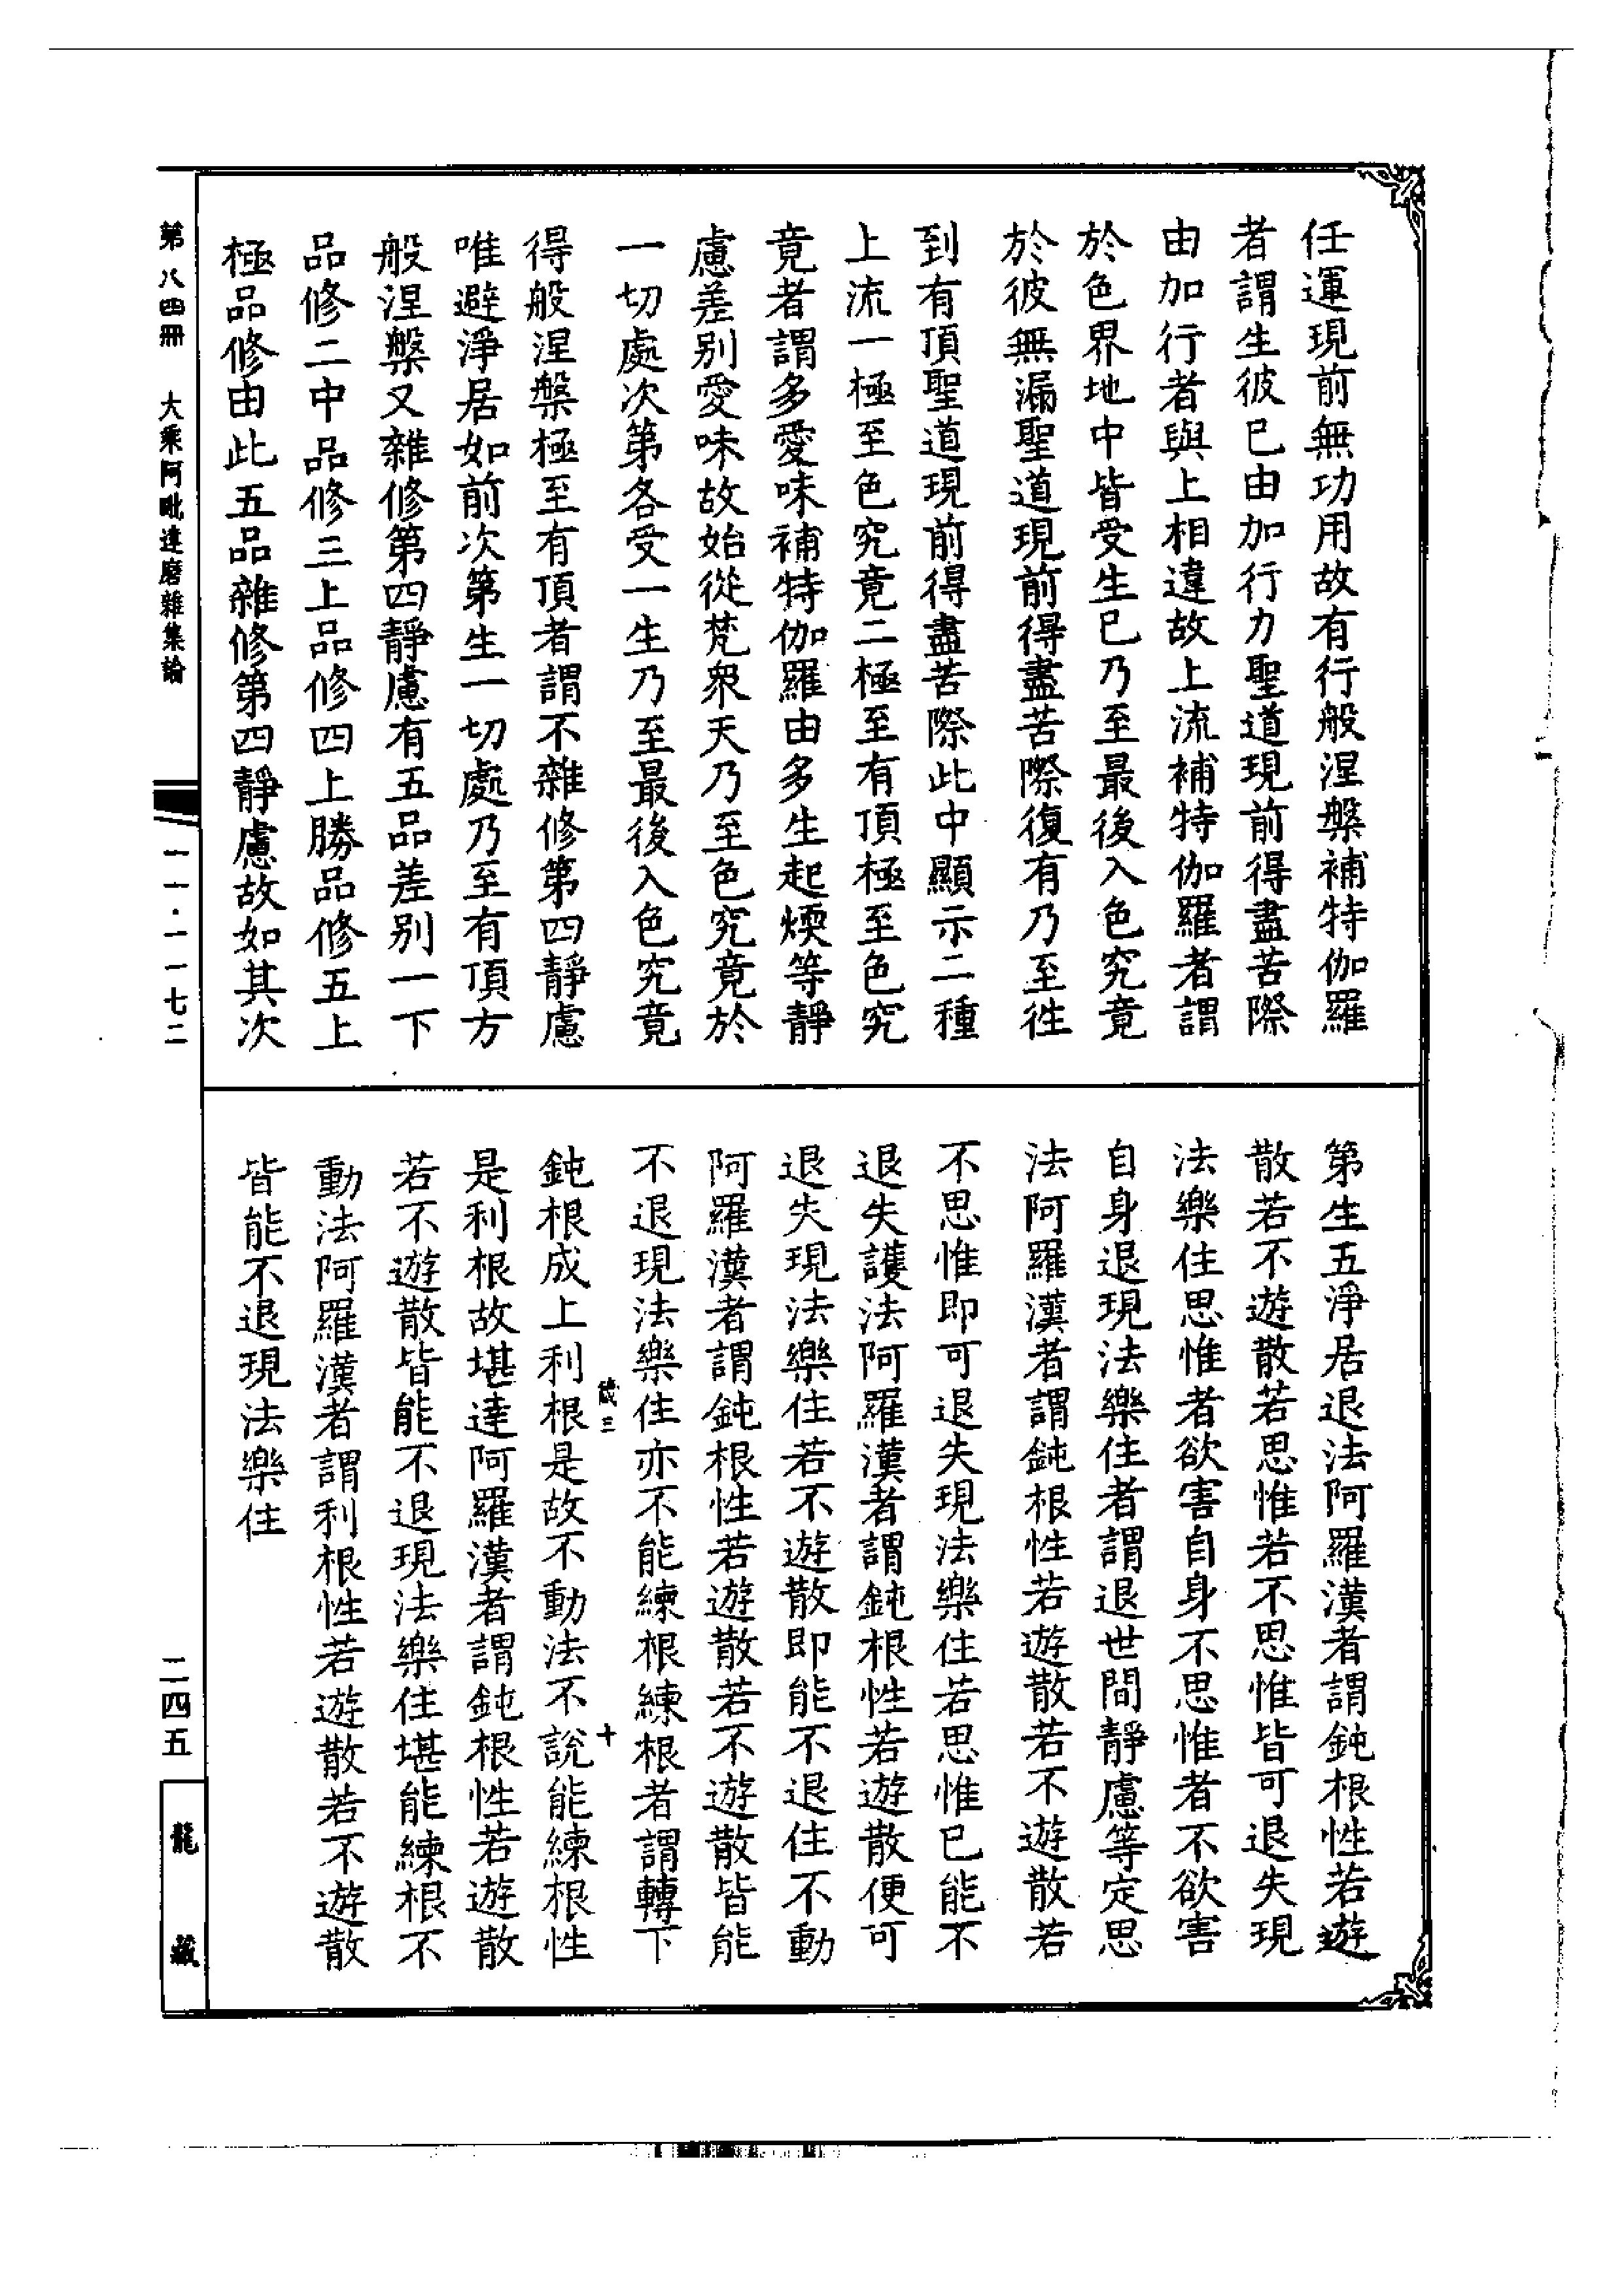 任運現前無功用故有行般涅槃補特伽羅
者謂生彼已由加行力聖道現前得盡苦際
由加行者與上相違故上流補特伽羅者謂
於色界地中皆受生已乃至最後入色究竟
於彼無漏聖道現前得盡苦際復有乃至往
到有頂聖道現前得盡苦際此中顯示二種
上流一極至色究竟二極至有頂極至色究
竟者謂多愛味補特伽羅由多生起煗等靜
慮差別愛味故始從梵衆天乃至色究竟於
一切處次第各受一生乃至最後入色究竟
得般涅槃極至有頂者謂不雜修第四靜慮
唯避淨居如前次第生一切處乃至有頂方
般涅槃又雜修第四靜慮有五品差別一下
品修二中品修三上品修四上勝品修五上
極品修由此五品雜修第四靜慮故如其次
第生五淨居退法阿羅漢者謂鈍根性若遊
散若不遊散若思惟若不思惟皆可退失現
法樂住思惟者欲害自身不思惟者不欲害
自身退現法樂住者謂退世間靜慮等定思
法阿羅漢者謂鈍根性若遊散若不遊散若
不思惟即可退失現法樂住若思惟已能不
退失護法阿羅漢者謂鈍根性若遊散便可
退失現法樂住若不遊散即能不退住不動
阿羅漢者謂鈍根性若遊散若不遊散皆能
不退現法樂住亦不能練根練根者謂轉下
三 十
鈍根成上利根是故不動法不說能練根性
是利根故堪達阿羅漢者謂鈍根性若遊散
若不遊散皆能不退現法樂住堪能練根不
動法阿羅漢者謂利根性若遊散若不遊散
皆能不退現法樂住
第八四冊 大乘阿毗達磨雜集論
一一·一一七二
二四五
龍藏